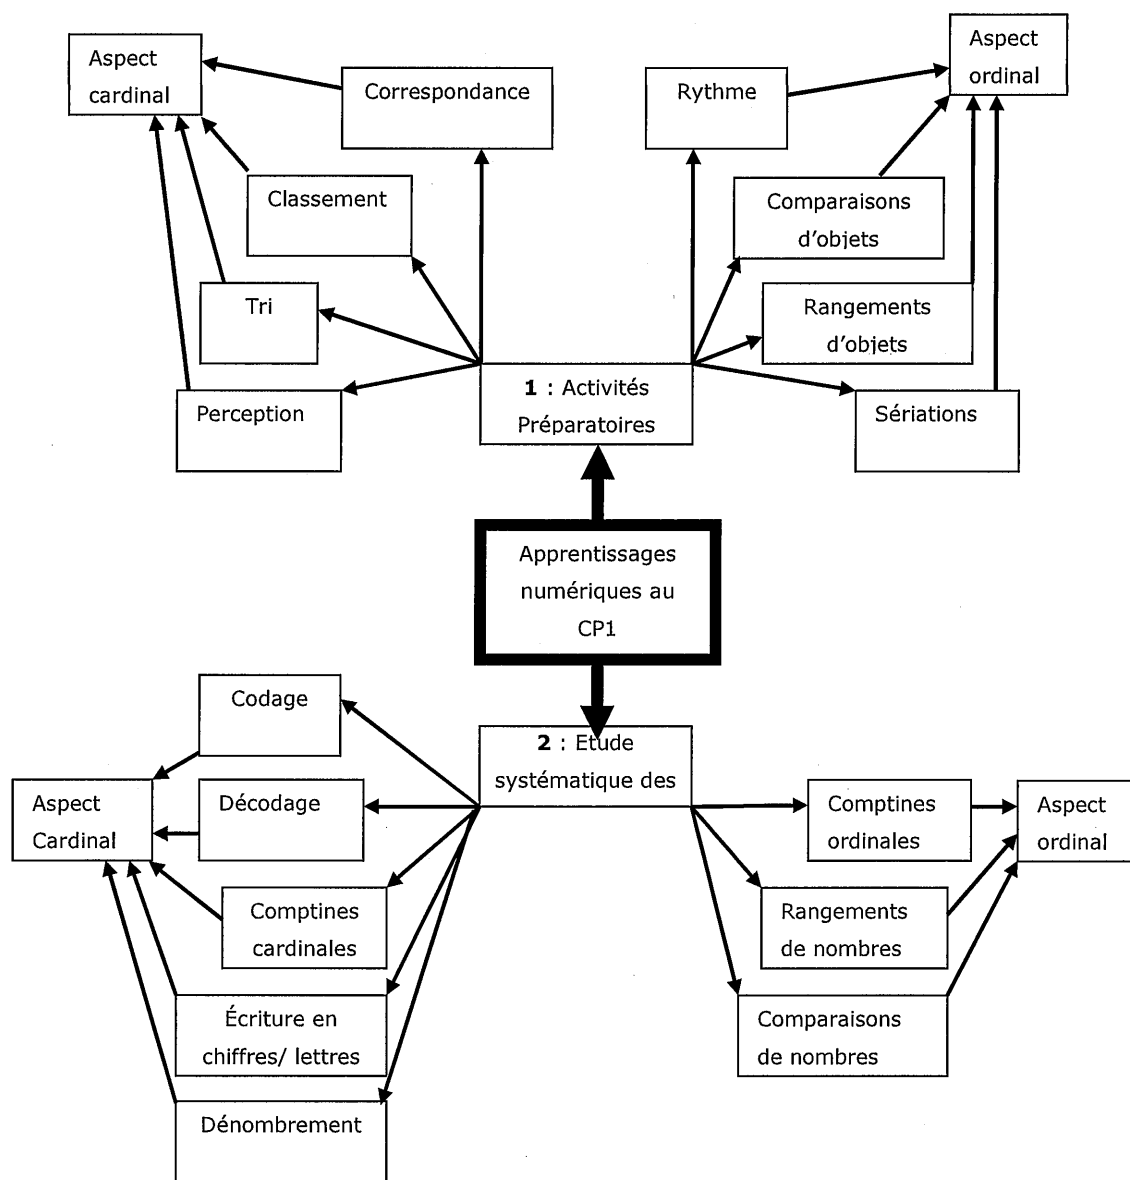 Aspect
cardinal
Correspondance
Rythme
Aspect
ordinal
Classement
Comparaisons
d’objets
Tri
Rangements
d’objets
Perception
1 : Activités
Préparatoires
Sériations
Apprentissages
numériques au
CP1
Codage
2 : Etude
systématique des
Aspect
Cardinal
Décodage
Comptines
ordinales
Aspect
ordinal
Comptines
cardinales
Rangements
de nombres
Écriture en
chiffres/ lettres
Comparaisons
de nombres
Dénombrement